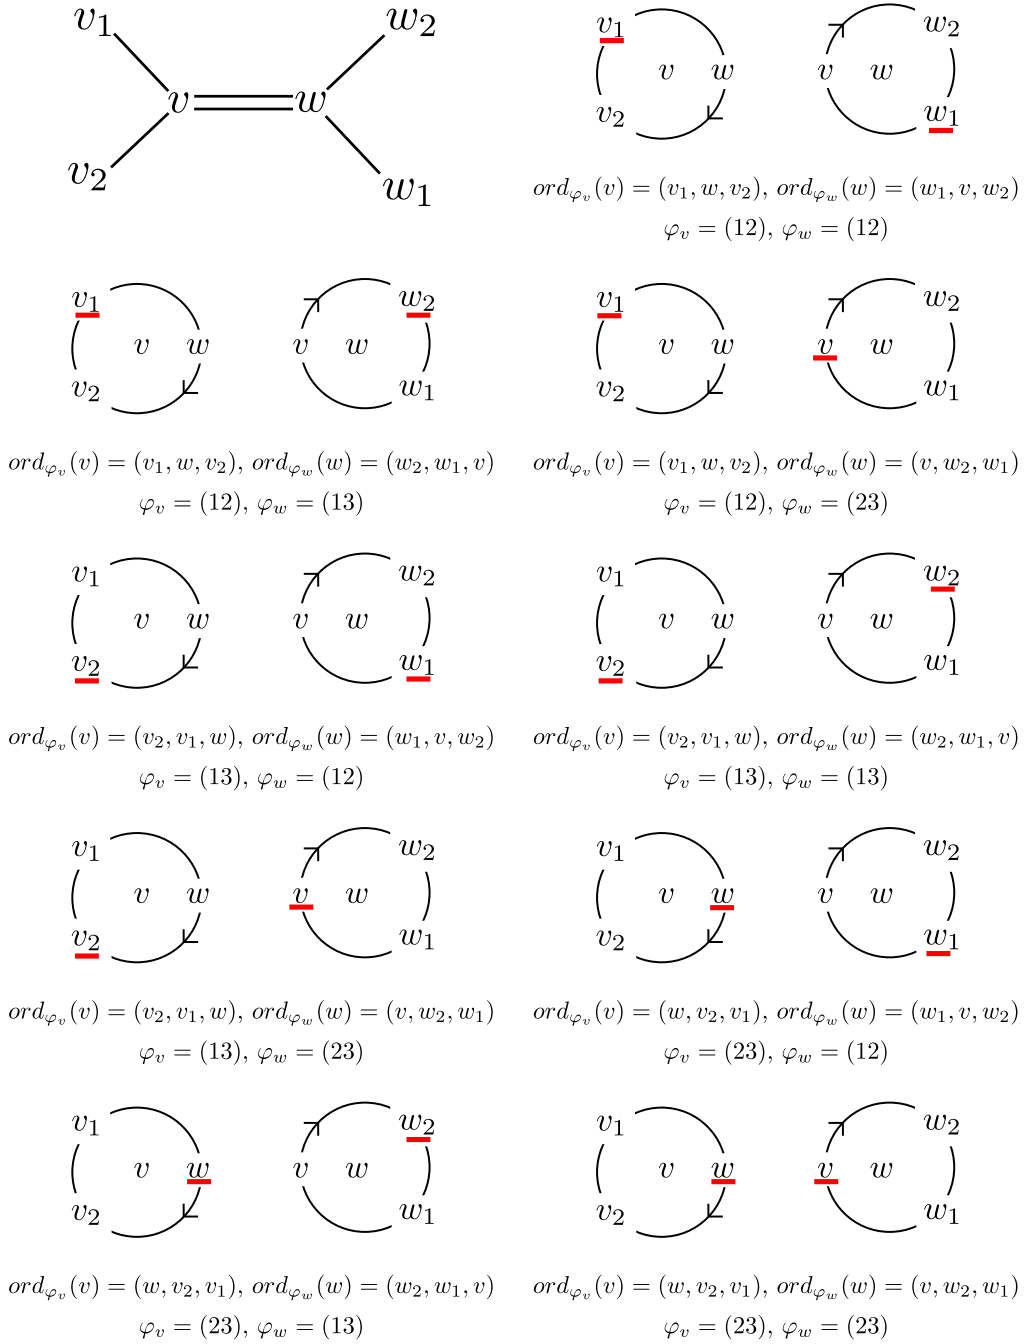 v₁ w₂
v w
v₂ w₁
v₁ w₂
v w v w
v₂ w₁
ord_{φ_v}(v) = (v₁, w, v₂), ord_{φ_w}(w) = (w₁, v, w₂)
φ_v = (12), φ_w = (12)
v₁ w₂
v w v w
v₂ w₁
ord_{φ_v}(v) = (v₁, w, v₂), ord_{φ_w}(w) = (w₂, w₁, v)
φ_v = (12), φ_w = (13)
v₁ w₂
v w v w
v₂ w₁
ord_{φ_v}(v) = (v₁, w, v₂), ord_{φ_w}(w) = (v, w₂, w₁)
φ_v = (12), φ_w = (23)
v₁ w₂
v w v w
v₂ w₁
ord_{φ_v}(v) = (v₂, v₁, w), ord_{φ_w}(w) = (w₁, v, w₂)
φ_v = (13), φ_w = (12)
v₁ w₂
v w v w
v₂ w₁
ord_{φ_v}(v) = (v₂, v₁, w), ord_{φ_w}(w) = (w₂, w₁, v)
φ_v = (13), φ_w = (13)
v₁ w₂
v w v w
v₂ w₁
ord_{φ_v}(v) = (v₂, v₁, w), ord_{φ_w}(w) = (v, w₂, w₁)
φ_v = (13), φ_w = (23)
v₁ w₂
v w v w
v₂ w₁
ord_{φ_v}(v) = (w, v₂, v₁), ord_{φ_w}(w) = (w₁, v, w₂)
φ_v = (23), φ_w = (12)
v₁ w₂
v w v w
v₂ w₁
ord_{φ_v}(v) = (w, v₂, v₁), ord_{φ_w}(w) = (w₂, w₁, v)
φ_v = (23), φ_w = (13)
v₁ w₂
v w v w
v₂ w₁
ord_{φ_v}(v) = (w, v₂, v₁), ord_{φ_w}(w) = (v, w₂, w₁)
φ_v = (23), φ_w = (23)